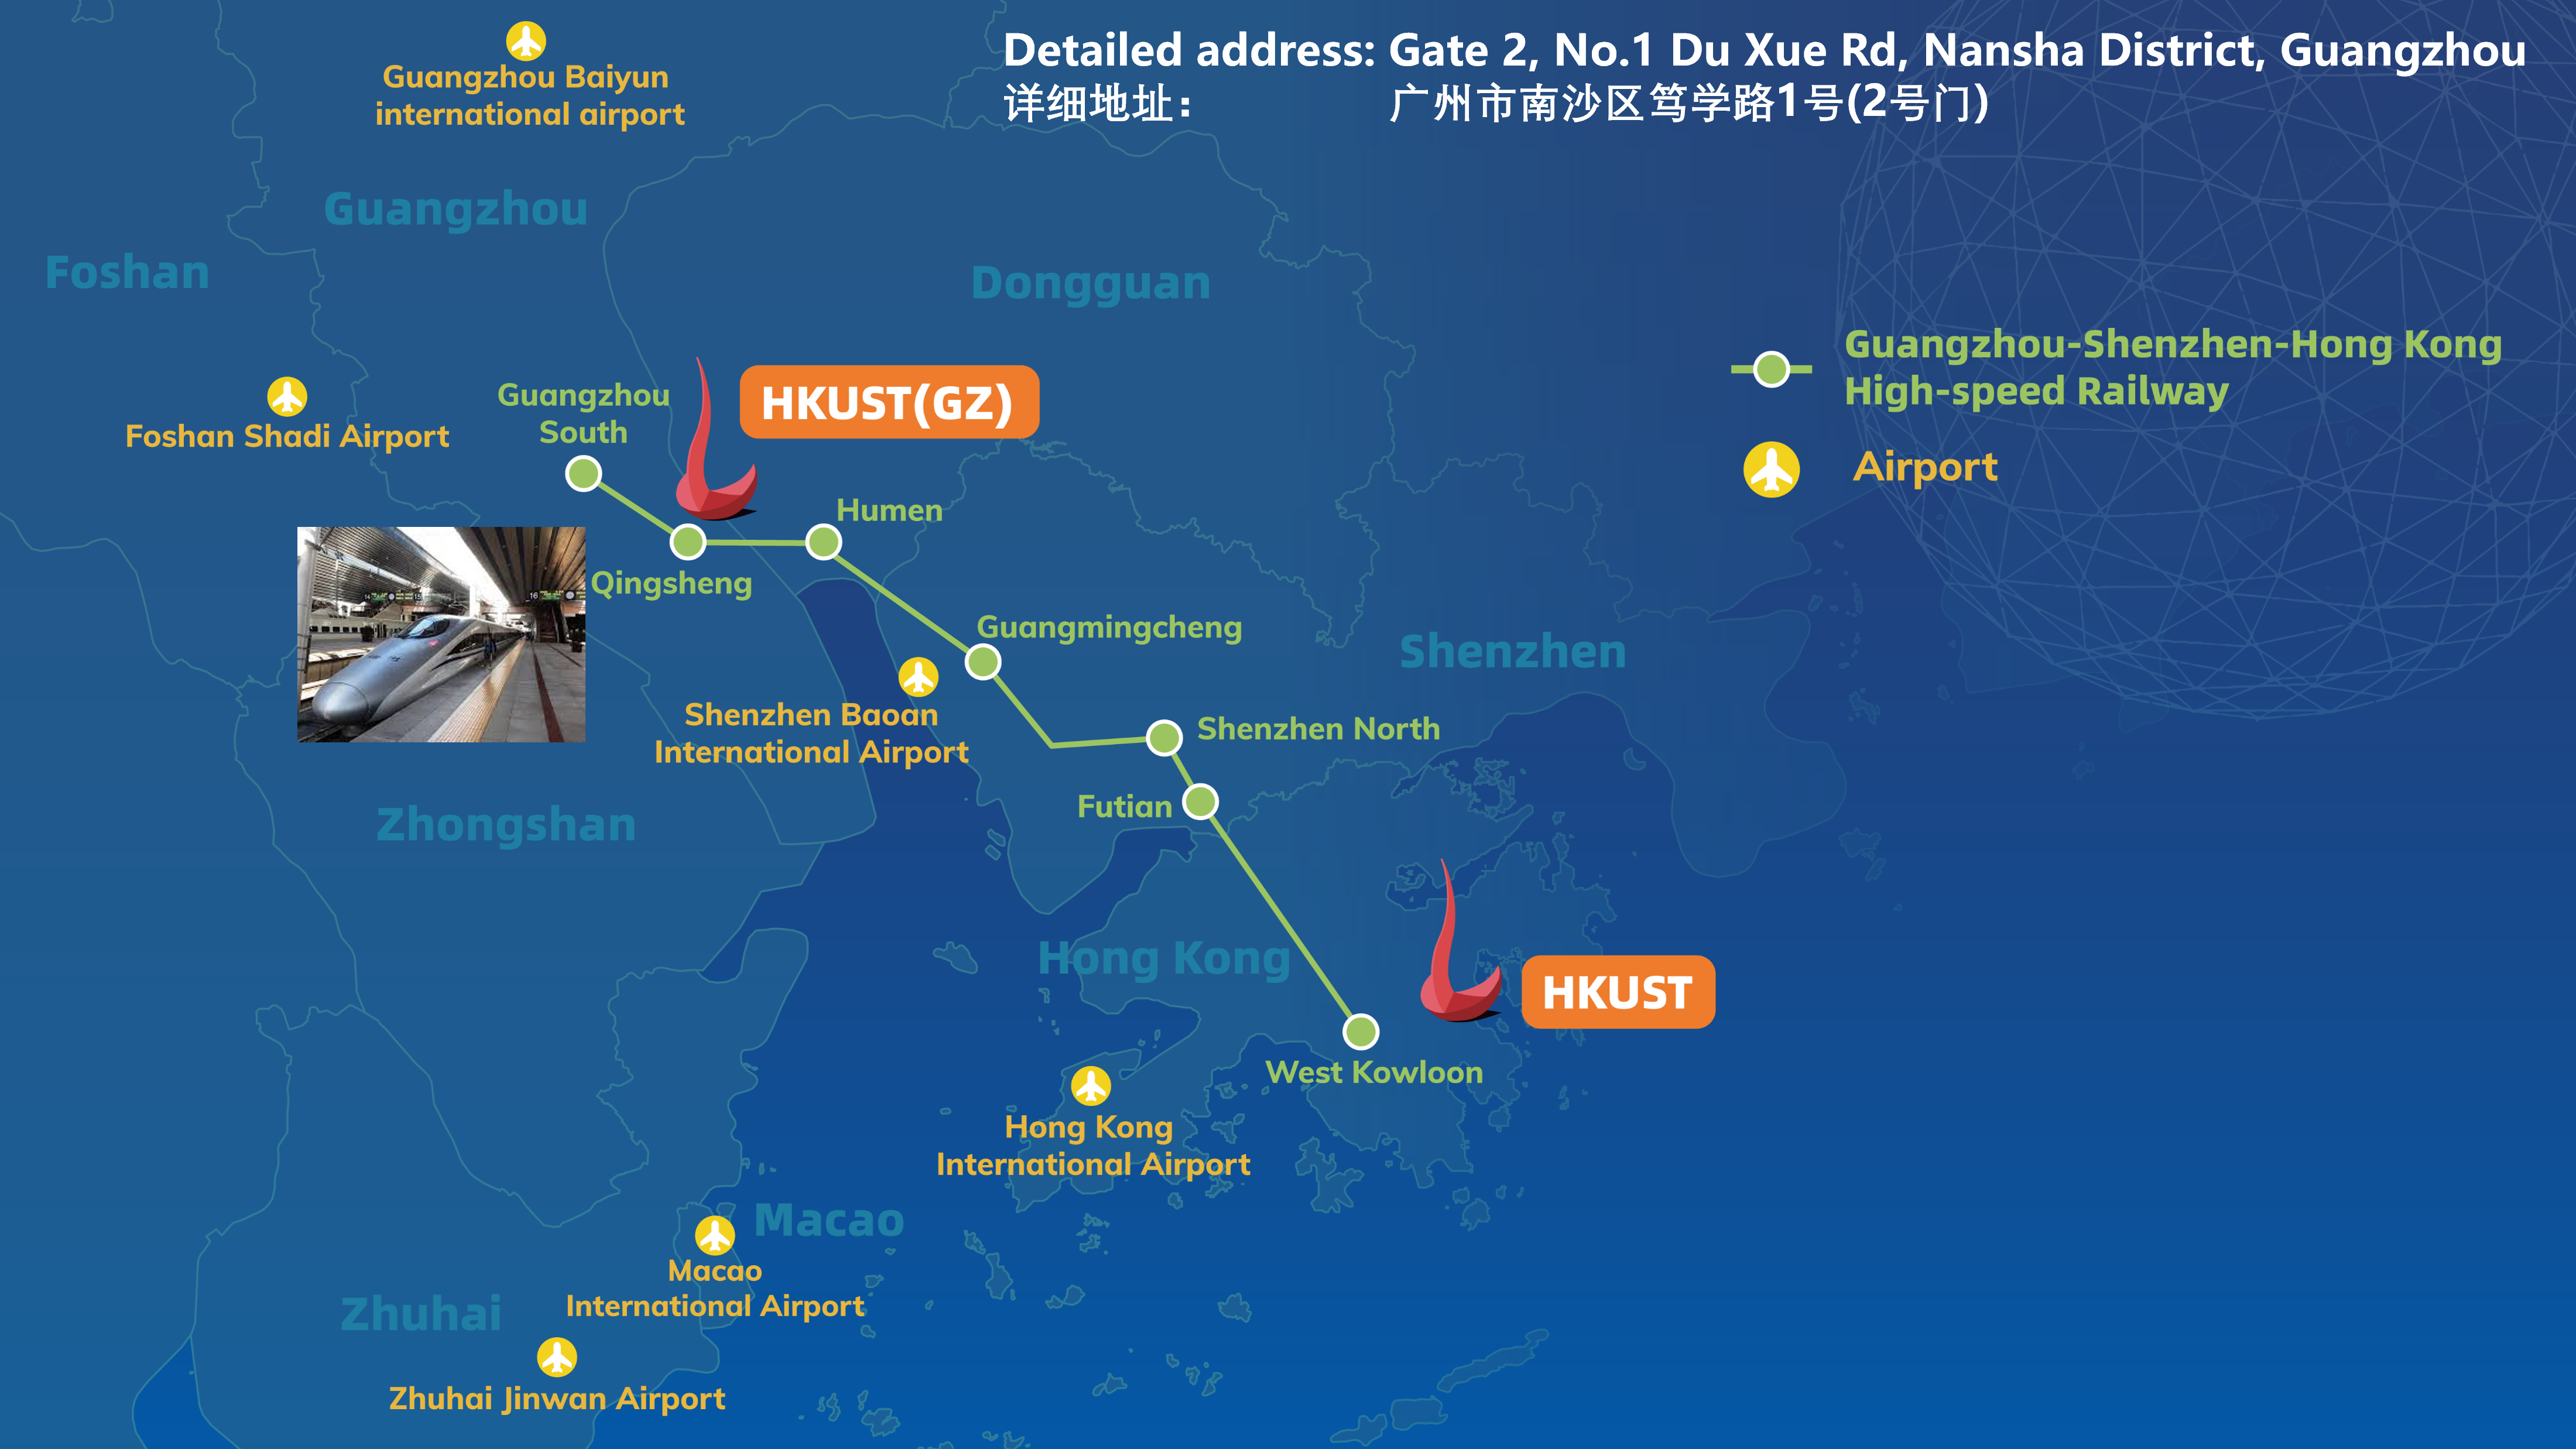 Detailed address: Gate 2, No.1 Du Xue Rd, Nansha District, Guangzhou
详细地址： 广州市南沙区笃学路1号(2号门)
Guangzhou Baiyun
international airport
Guangzhou
Foshan
Dongguan
Guangzhou-Shenzhen-Hong Kong
High-speed Railway
Airport
Foshan Shadi Airport
Guangzhou
South
HKUST(GZ)
Humen
Qingsheng
14
15
16
Guangmingcheng
Shenzhen
Shenzhen Baoan
International Airport
Shenzhen North
Futian
Zhongshan
Hong Kong
HKUST
West Kowloon
Hong Kong
International Airport
Macao
Macao
International Airport
Zhuhai
Zhuhai Jinwan Airport